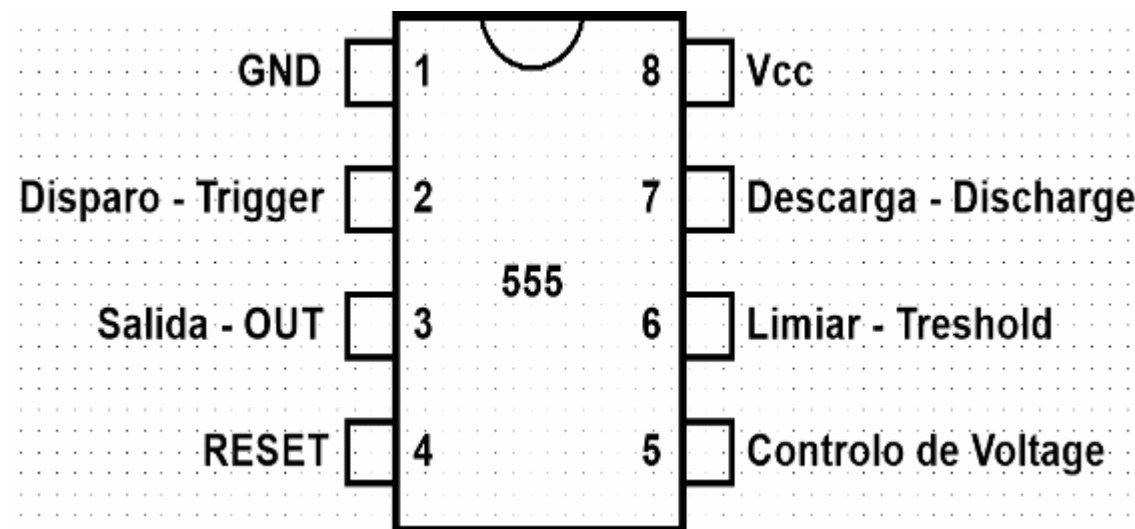 GND 1 8 Vcc
Disparo - Trigger 2 7 Descarga - Discharge
555
Salida - OUT 3 6 Limiar - Treshold
RESET 4 5 Controlo de Voltage